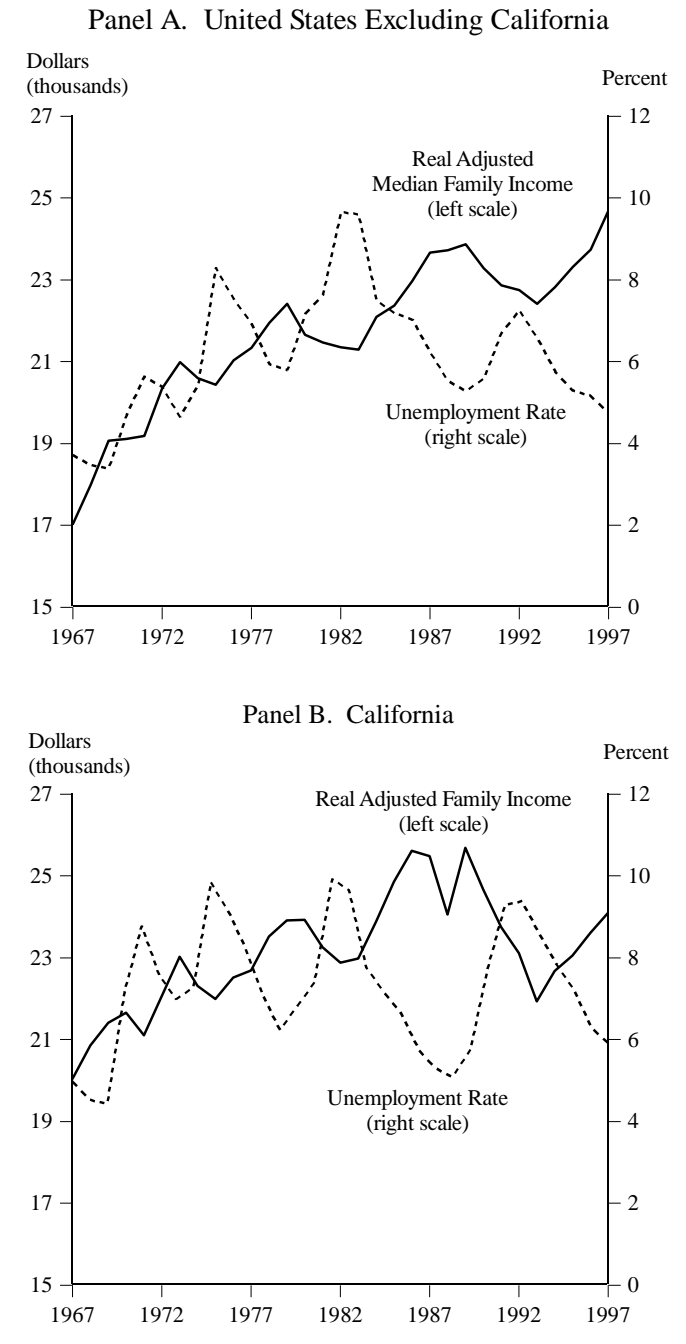 Panel A. United States Excluding California
Dollars
(thousands)
Percent
27
12
Real Adjusted
Median Family Income
(left scale)
25
10
23
8
21
6
Unemployment Rate
(right scale)
19
4
17
2
15
0
1967 1972 1977 1982 1987 1992 1997
Panel B. California
Dollars
(thousands)
Percent
27
12
Real Adjusted Family Income
(left scale)
25
10
23
8
21
6
Unemployment Rate
(right scale)
19
4
17
2
15
0
1967 1972 1977 1982 1987 1992 1997